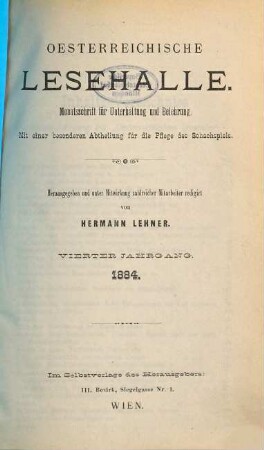 OESTERREICHISCHE
LESEHALLE.
Monatsschrift für Unterhaltung und Belehrung.
Mit einer besonderen Abtheilung für die Pflege des Schachspiels.
Herausgegeben und unter Mitwirkung zahlreicher Mitarbeiter redigirt
von
HERMANN LEHNER.
VIERTER JAHRGANG.
1884.
Im Selbstverlage des Herausgebers:
III. Bezirk, Siegelgasse Nr. 1.
WIEN.